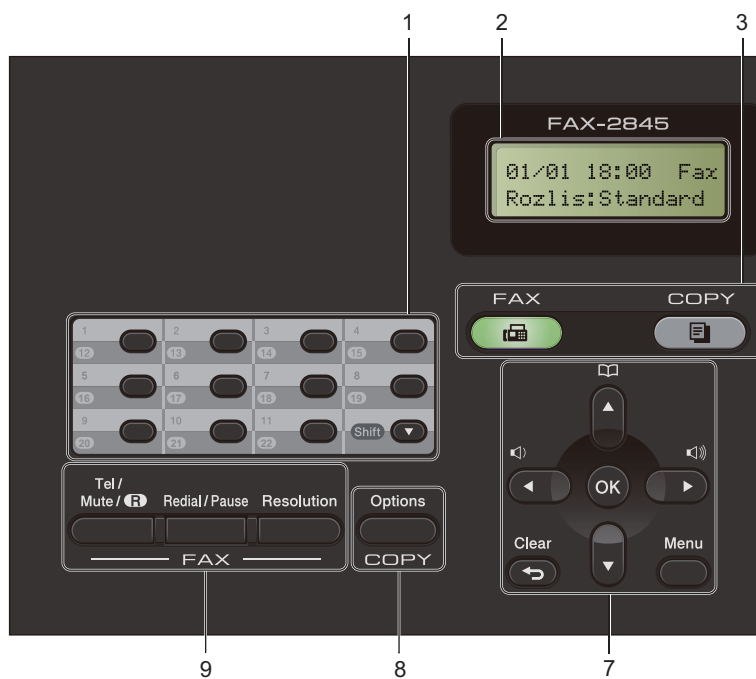 1 2 3
FAX-2845
01/01 18:00 Fax
Rozlis:Standard
FAX COPY
1 2 3 4
12 13 14 15
5 6 7 8
16 17 18 19
9 10 11
Shift
20 21 22
Tel /
Mute / R Redial / Pause Resolution
FAX
Options
COPY
OK
Clear Menu
9 8 7